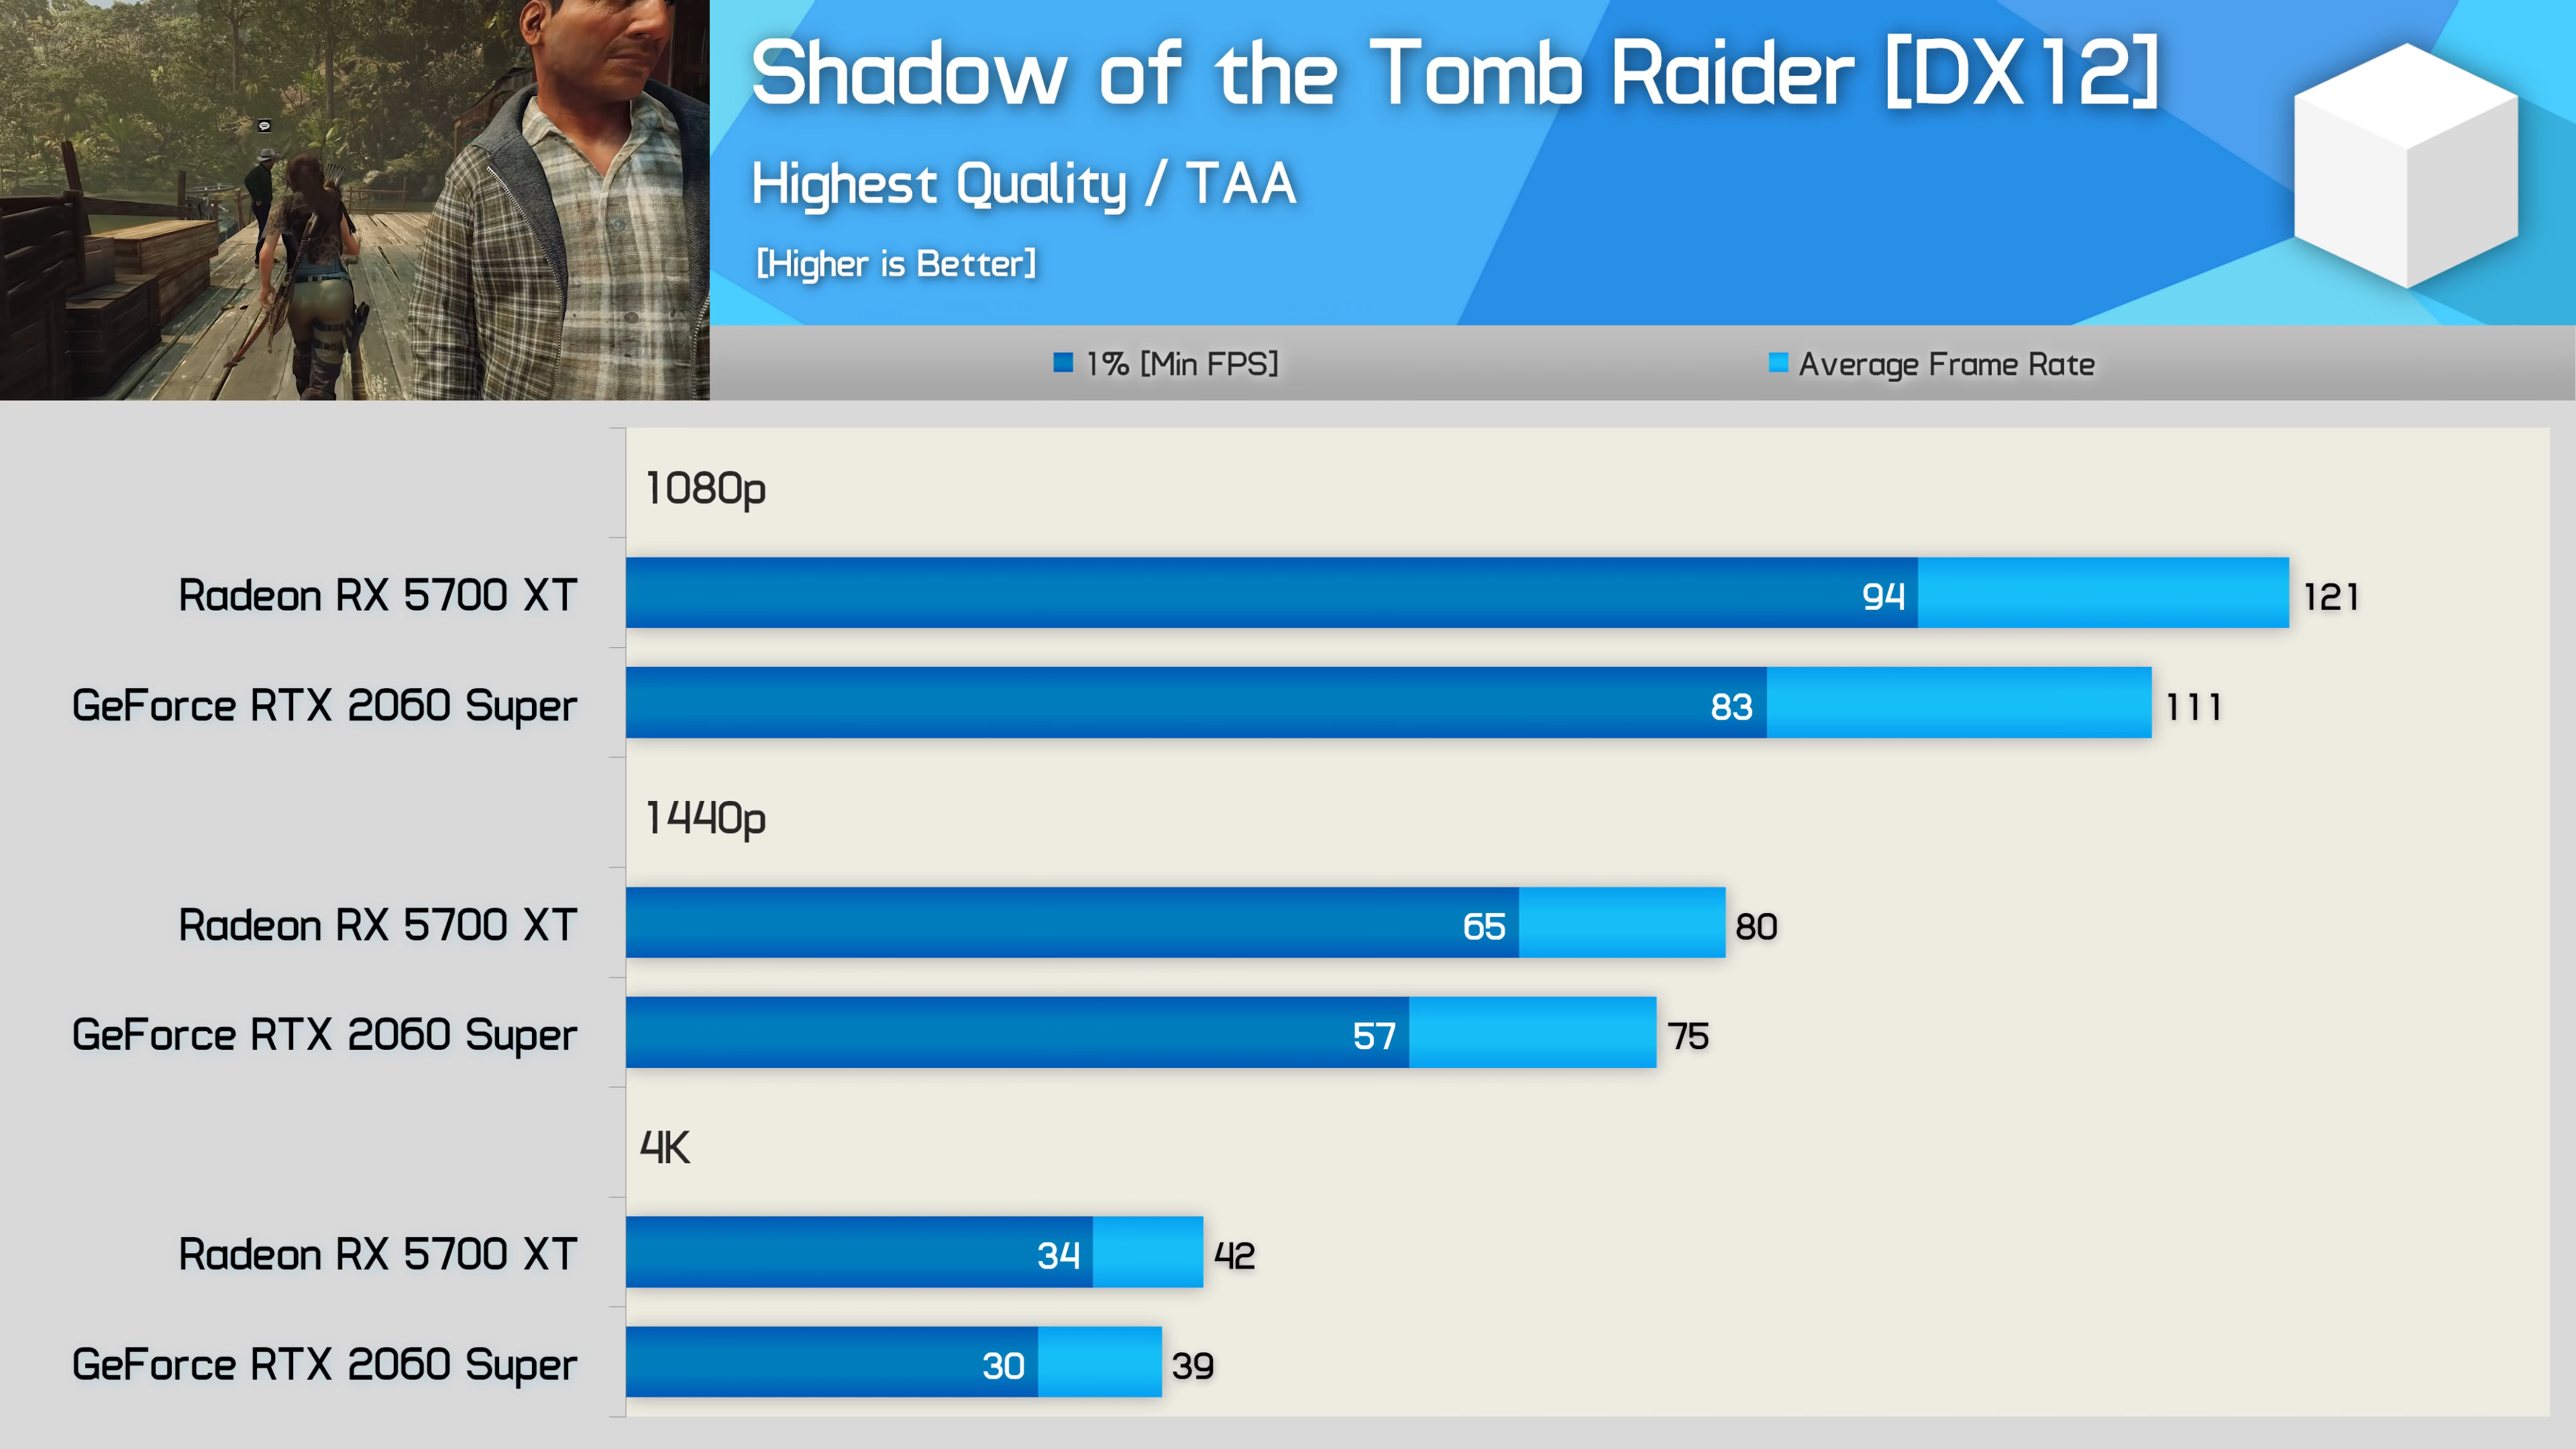 Shadow of the Tomb Raider [DX12]
Highest Quality / TAA
[Higher is Better]
1% [Min FPS]
Average Frame Rate
1080p
Radeon RX 5700 XT
94
121
GeForce RTX 2060 Super
83
111
1440p
Radeon RX 5700 XT
65
80
GeForce RTX 2060 Super
57
75
4K
Radeon RX 5700 XT
34
42
GeForce RTX 2060 Super
30
39